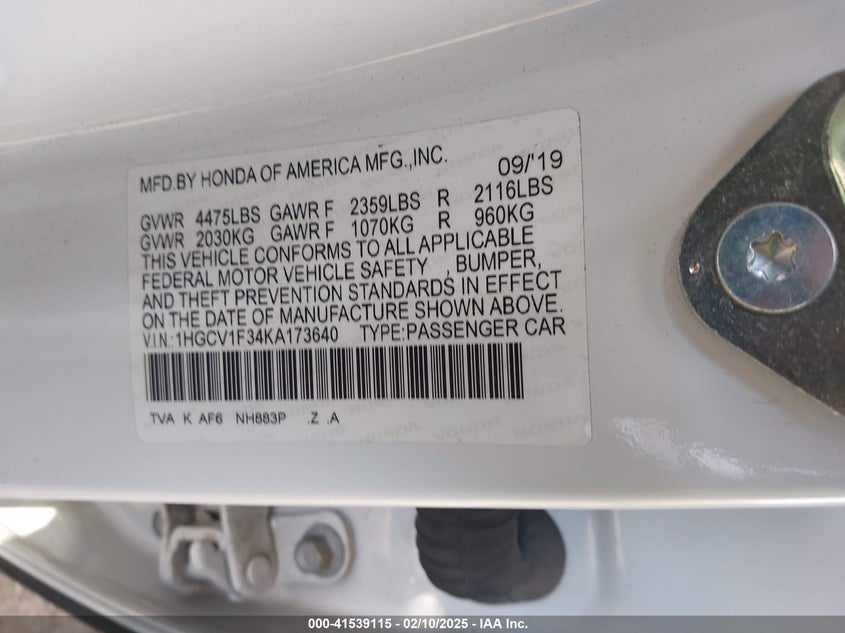 MFD.BY HONDA OF AMERICA MFG.,INC. 09/'19
GVWR 4475LBS GAWR F 2359LBS R 2116LBS
GVWR 2030KG GAWR F 1070KG R 960KG
THIS VEHICLE CONFORMS TO ALL APPLICABLE
FEDERAL MOTOR VEHICLE SAFETY , BUMPER,
AND THEFT PREVENTION STANDARDS IN EFFECT
ON THE DATE OF MANUFACTURE SHOWN ABOVE.
VIN:1HGCV1F34KA173640 TYPE:PASSENGER CAR
TVA K AF6 NH883P .Z .A
HONDA HONDA HONDA
000-41539115 - 02/10/2025 - IAA Inc.